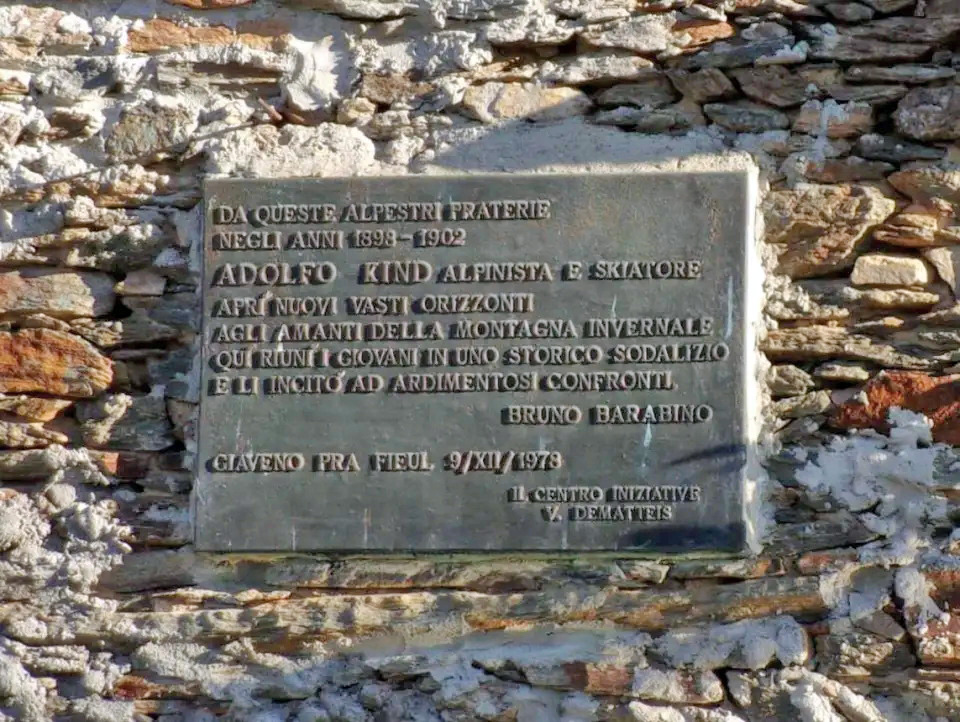 DA QUESTE ALPESTRI PRATERIE
NEGLI ANNI 1898-1902
ADOLFO KIND ALPINISTA E SKIATORE
APRÌ NUOVI VASTI ORIZZONTI
AGLI AMANTI DELLA MONTAGNA INVERNALE
QUI RIUNÌ I GIOVANI IN UNO STORICO SODALIZIO
E LI INCITÒ AD ARDIMENTOSI CONFRONTI.
BRUNO BARABINO
GIAVENO PRA FIEUL 9/XII/1978
IL CENTRO INIZIATIVE
V. DEMATTEIS